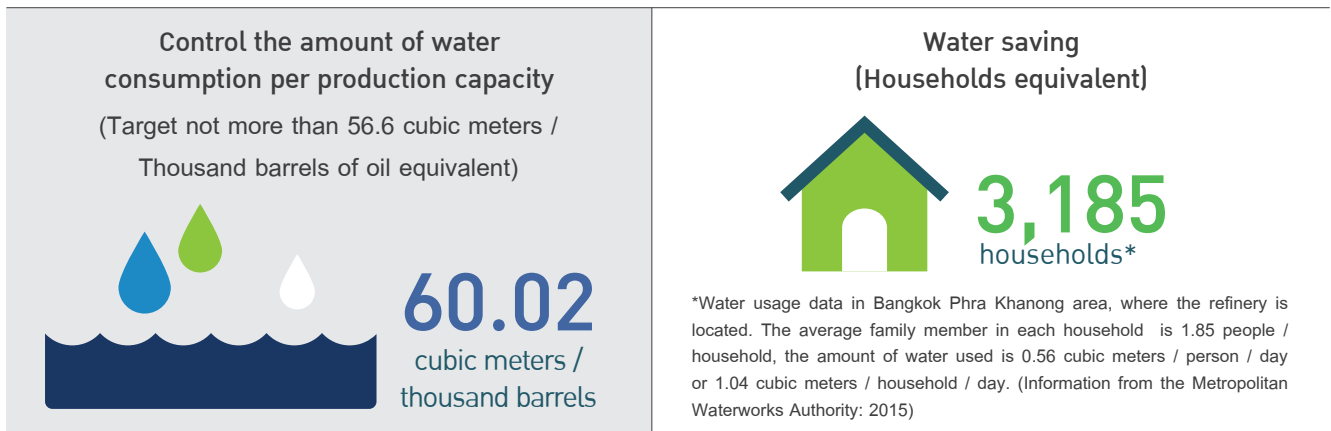 Control the amount of water
consumption per production capacity
(Target not more than 56.6 cubic meters /
Thousand barrels of oil equivalent)
60.02
cubic meters /
thousand barrels
Water saving
(Households equivalent)
3,185
households*
*Water usage data in Bangkok Phra Khanong area, where the refinery is
located. The average family member in each household is 1.85 people /
household, the amount of water used is 0.56 cubic meters / person / day
or 1.04 cubic meters / household / day. (Information from the Metropolitan
Waterworks Authority: 2015)